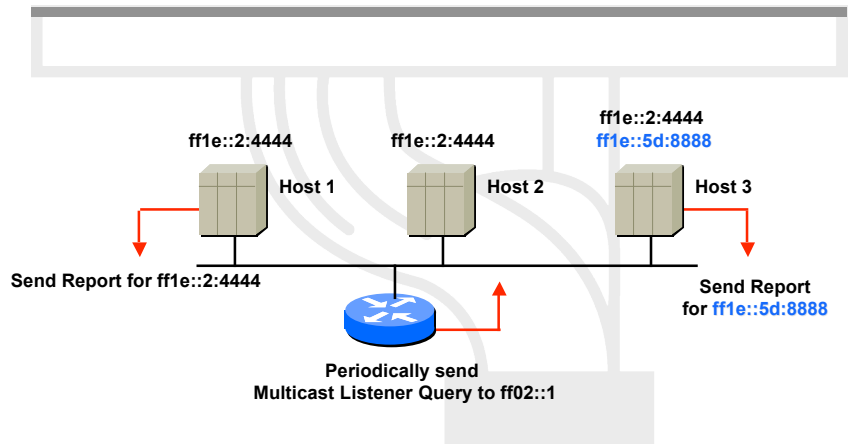 ff1e::2:4444
ff1e::2:4444
ff1e::2:4444
ff1e::5d:8888
Host 1
Host 2
Host 3
Send Report for ff1e::2:4444
Send Report
for ff1e::5d:8888
Periodically send
Multicast Listener Query to ff02::1